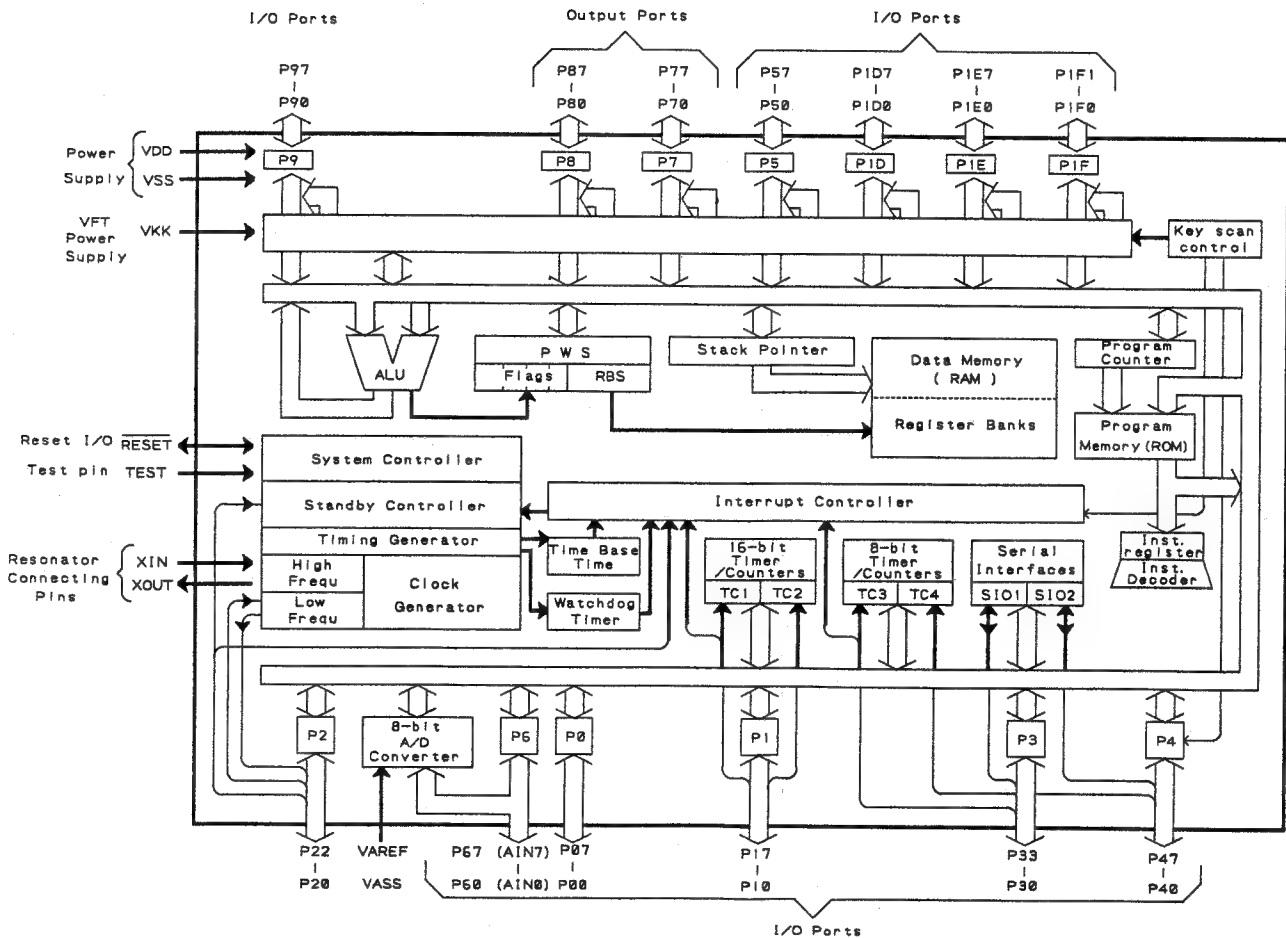 I/O Ports
Output Ports
I/O Ports
P97
P87
P77
P57
P1D7
P1E7
P1F1
P90
P80
P70
P50
P1D0
P1E0
P1F0
Power Supply
VDD
VSS
P9
P8
P7
P5
P1D
P1E
P1F
VFT Power Supply
VKK
Key scan control
ALU
PWS
Flags
RBS
Stack Pointer
Data Memory
(RAM)
Register Banks
Program Counter
Program Memory(ROM)
Reset I/O
RESET
Test pin
TEST
System Controller
Standby Controller
Timing Generator
High Frequ
Low Frequ
Clock Generator
Interrupt Controller
Time Base Time
Watchdog Timer
16-bit Timer /Counters
TC1
TC2
8-bit Timer /Counters
TC3
TC4
Serial Interfaces
SIO1
SIO2
Inst. register
Inst. Decoder
Resonator Connecting Pins
XIN
XOUT
P2
8-bit A/D Converter
P6
P0
P1
P3
P4
P22
VAREF
P67 (AIN7)
P07
P17
P33
P47
P20
VASS
P60 (AIN0)
P00
P10
P30
P40
I/O Ports